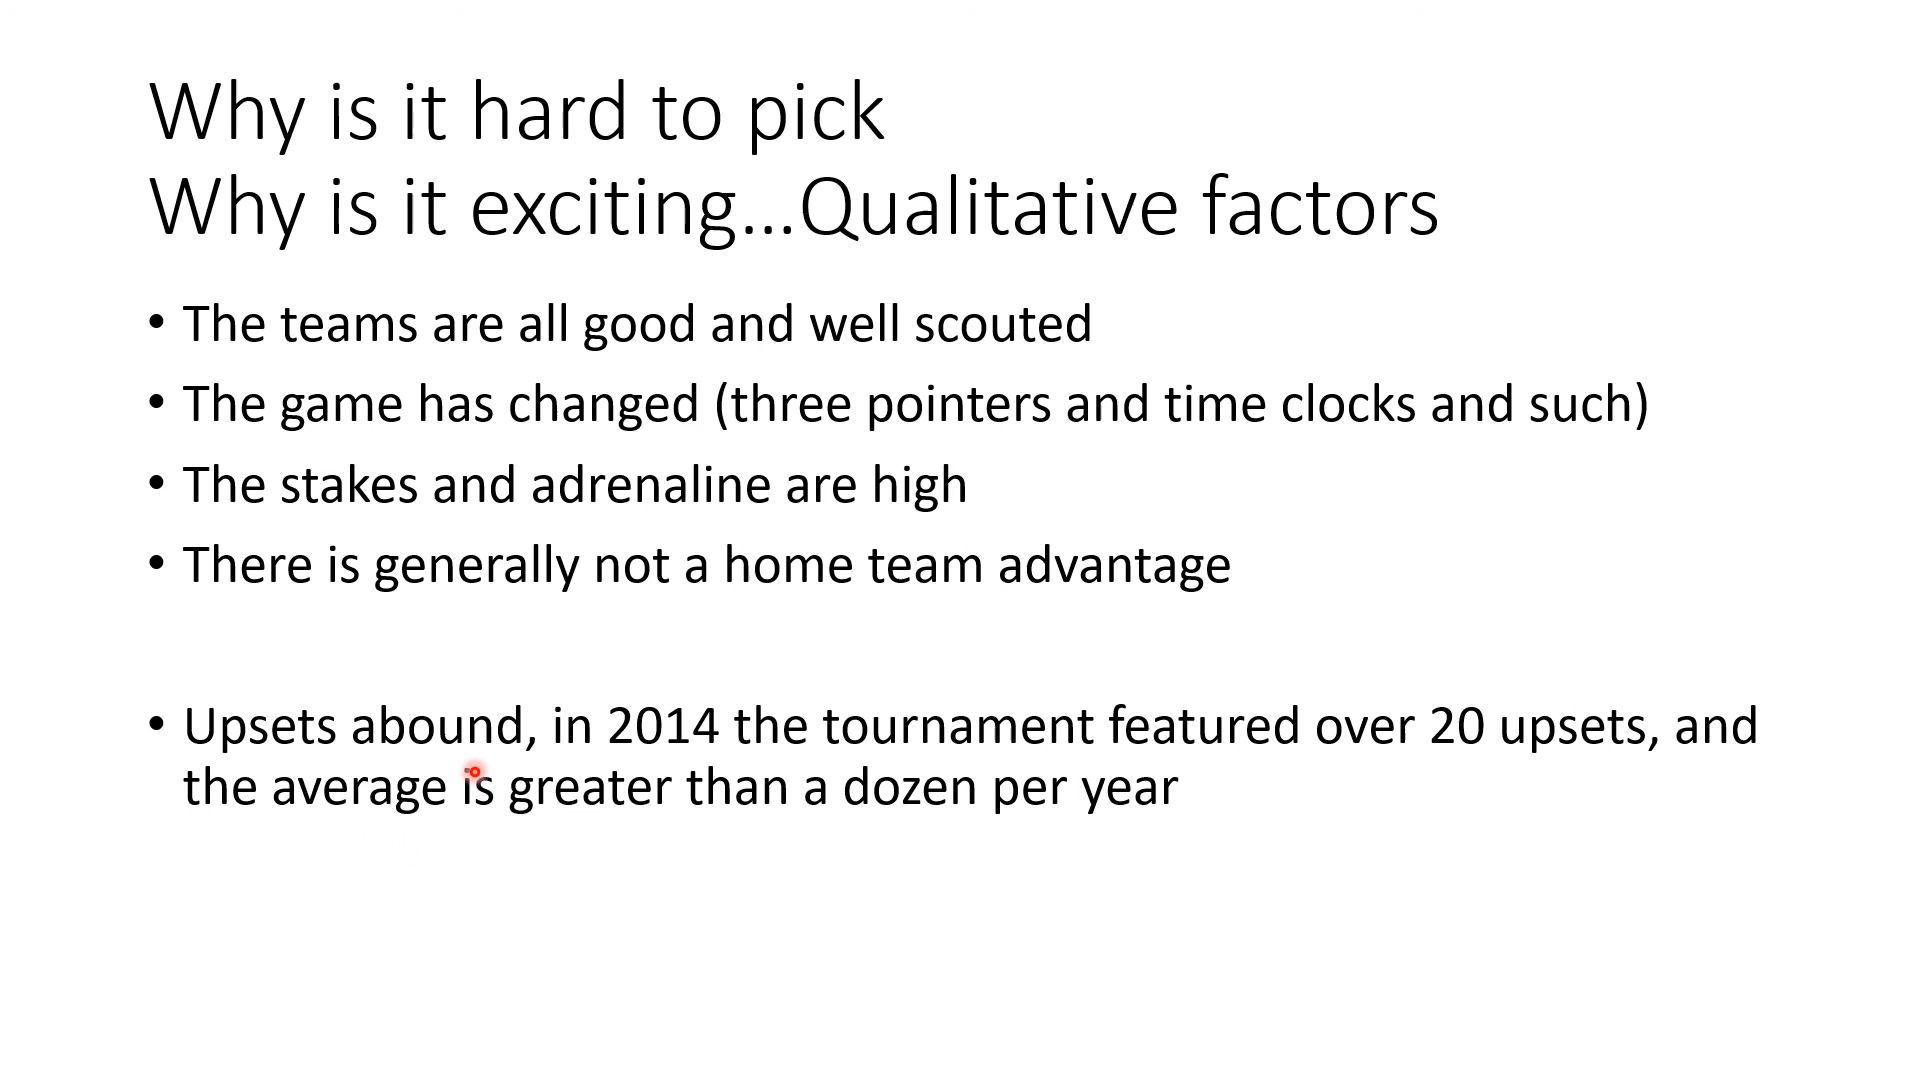 Why is it hard to pick
Why is it exciting…Qualitative factors
• The teams are all good and well scouted
• The game has changed (three pointers and time clocks and such)
• The stakes and adrenaline are high
• There is generally not a home team advantage
• Upsets abound, in 2014 the tournament featured over 20 upsets, and
the average is greater than a dozen per year